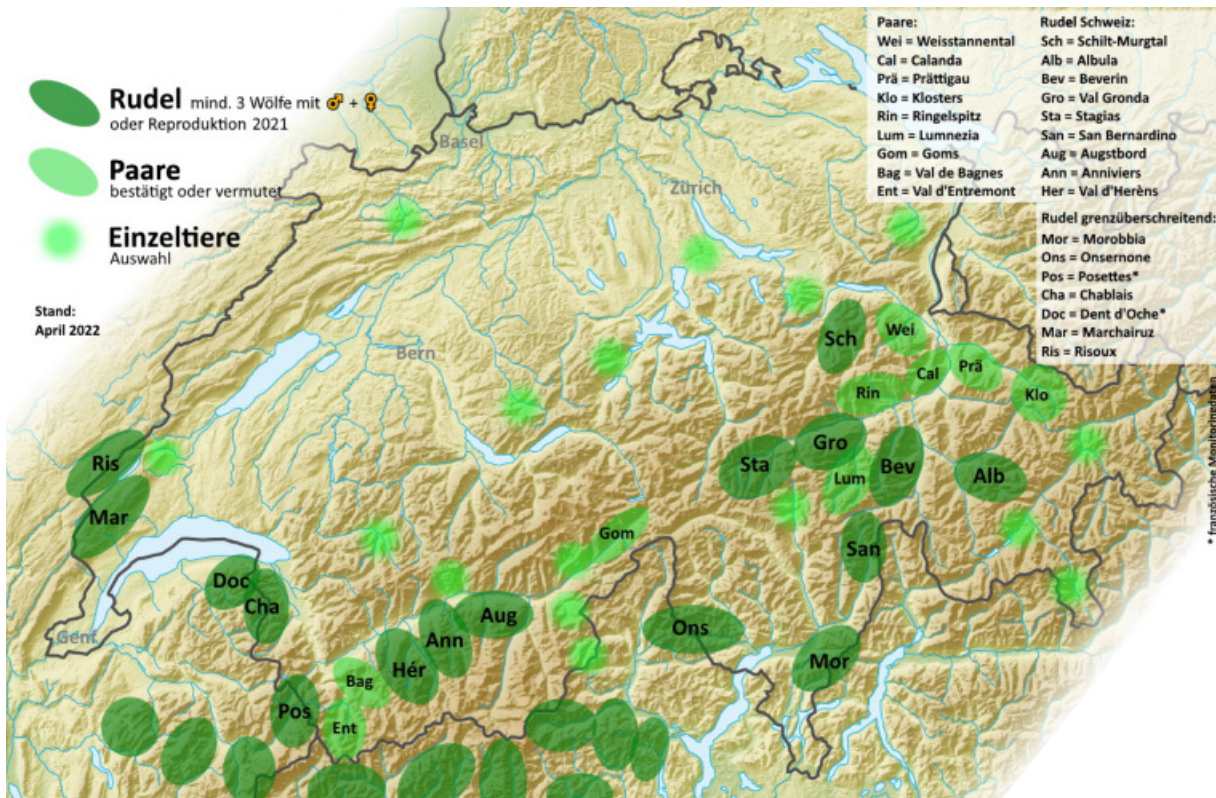 Rudel mind. 3 Wölfe mit ♂ + ♀
oder Reproduktion 2021
Paare
bestätigt oder vermutet
Einzeltiere
Auswahl
Stand:
April 2022
Paare:
Wei = Weisstannental
Cal = Calanda
Prä = Prättigau
Klo = Klosters
Rin = Ringelspitz
Lum = Lumnezia
Gom = Goms
Bag = Val de Bagnes
Ent = Val d'Entremont
Rudel Schweiz:
Sch = Schilt-Murgtal
Alb = Albula
Bev = Beverin
Gro = Val Gronda
Sta = Stagias
San = San Bernardino
Aug = Augstbord
Ann = Anniviers
Her = Val d'Herèns
Rudel grenzüberschreitend:
Mor = Morobbia
Ons = Onsernone
Pos = Posettes*
Cha = Chablais
Doc = Dent d'Oche*
Mar = Marchairuz
Ris = Risoux
* französische Monitoringdaten
Basel
Zürich
Bern
Genf
Sch
Wei
Cal
Prä
Rin
Klo
Gro
Sta
Lum
Bev
Alb
Ris
Mar
Gom
San
Doc
Cha
Aug
Ann
Ons
Hér
Mor
Bag
Pos
Ent